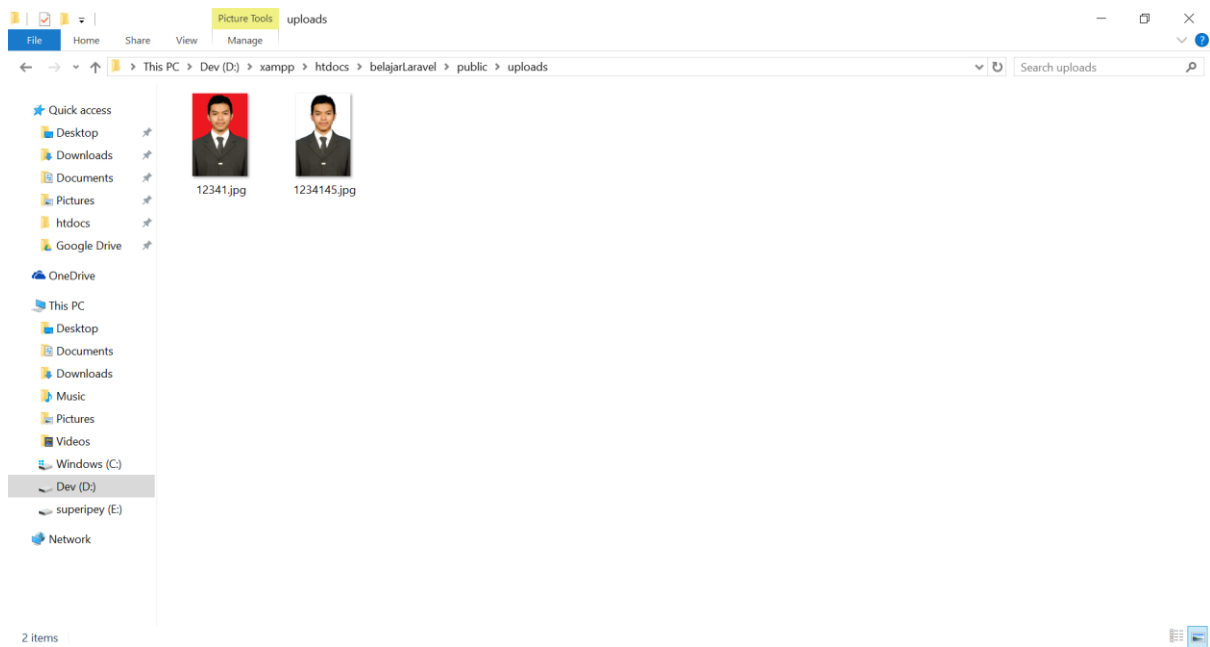 Picture Tools uploads
File Home Share View Manage
This PC > Dev (D:) > xampp > htdocs > belajarLaravel > public > uploads
Search uploads
Quick access
Desktop
Downloads
Documents
Pictures
htdocs
Google Drive
OneDrive
This PC
Desktop
Documents
Downloads
Music
Pictures
Videos
Windows (C:)
Dev (D:)
superipey (E:)
Network
12341.jpg
1234145.jpg
2 items